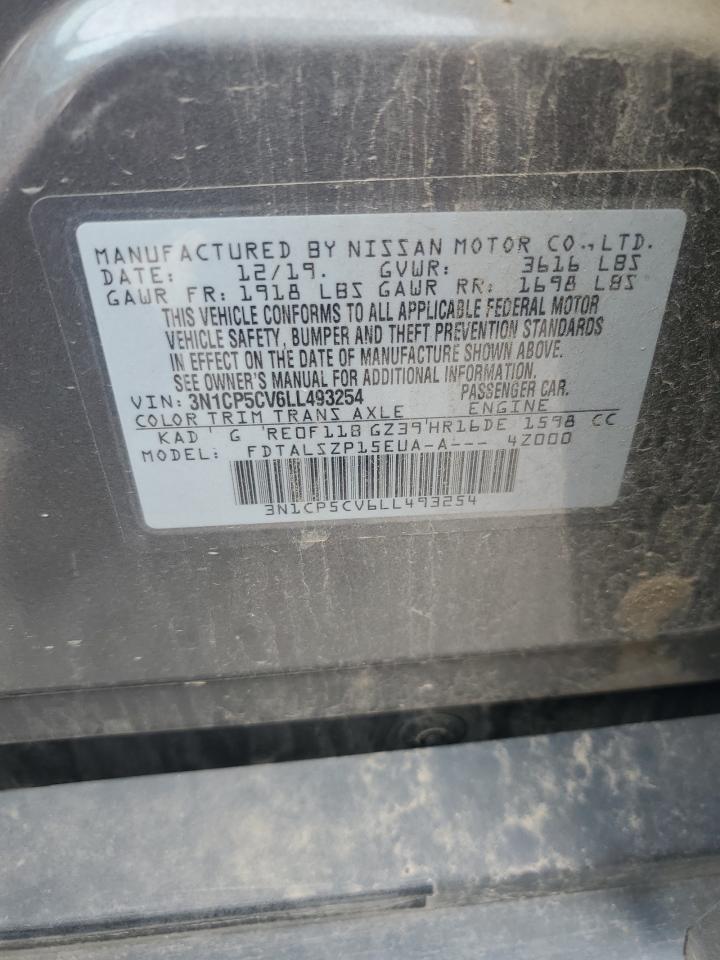 MANUFACTURED BY NISSAN MOTOR CO.,LTD.
DATE: 12/19. GVWR: 3616 LBS
GAWR FR: 1918 LBS GAWR RR: 1698 LBS
THIS VEHICLE CONFORMS TO ALL APPLICABLE FEDERAL MOTOR
VEHICLE SAFETY, BUMPER AND THEFT PREVENTION STANDARDS
IN EFFECT ON THE DATE OF MANUFACTURE SHOWN ABOVE.
SEE OWNER'S MANUAL FOR ADDITIONAL INFORMATION.
VIN: 3N1CP5CV6LL493254 PASSENGER CAR.
COLOR TRIM TRANS AXLE ENGINE
KAD G RE0F11B GZ39 HR16DE 1598 CC
MODEL: FDTALSZP15EUA-A--- 4Z000
3N1CP5CV6LL493254